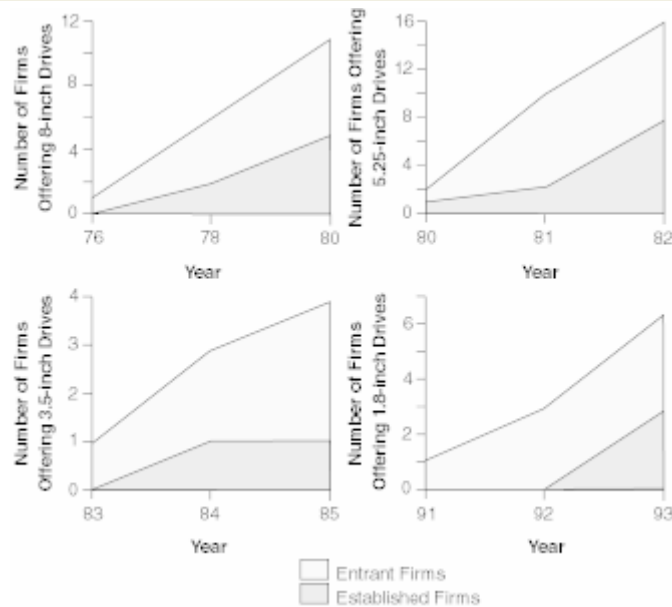 Number of Firms
Offering 8-inch Drives
12
8
4
0
76
78
80
Year
Number of Firms Offering
5.25-inch Drives
16
12
8
4
0
80
81
82
Year
Number of Firms
Offering 3.5-inch Drives
4
3
2
1
0
83
84
85
Year
Number of Firms
Offering 1.8-inch Drives
7
6
4
2
0
91
92
93
Year
Entrant Firms
Established Firms